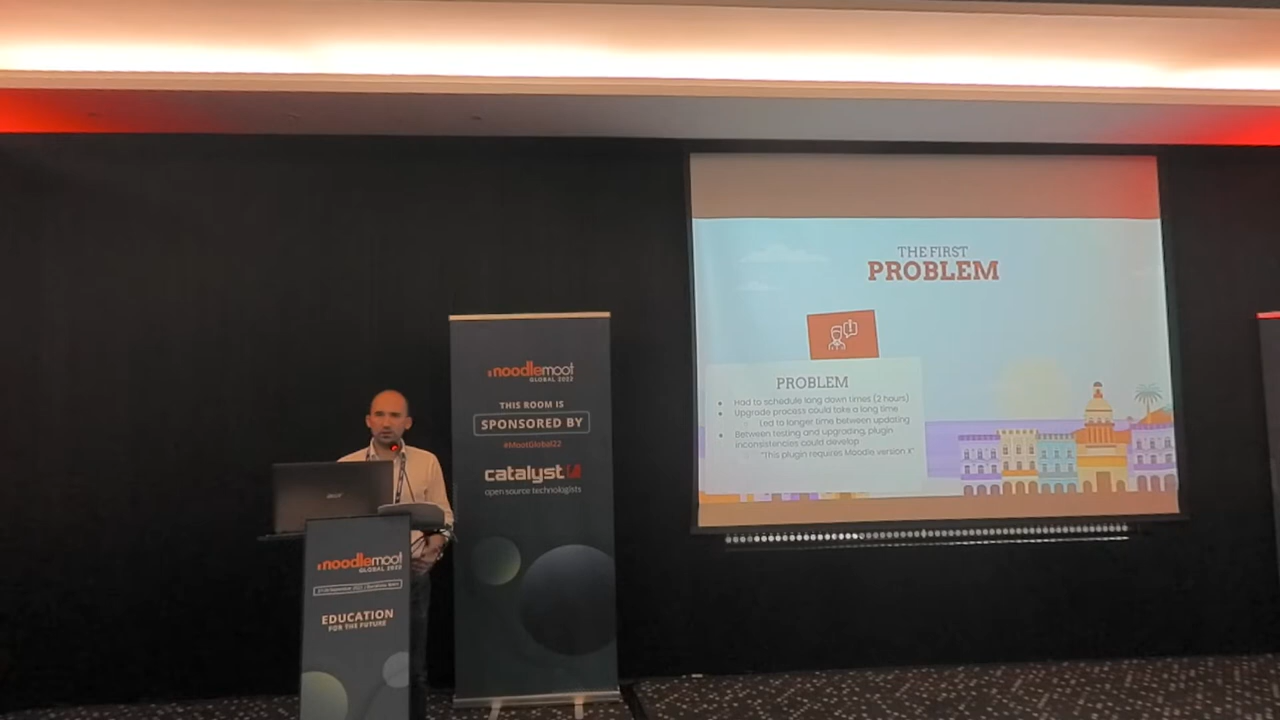 moodlemoot
GLOBAL 2022
THIS ROOM IS
SPONSORED BY
#MootGlobal22
catalyst
open source technologists
acer
moodlemoot
GLOBAL 2022
EDUCATION
FOR THE FUTURE
THE FIRST
PROBLEM
PROBLEM
Had to schedule long down times (2 hours)
Upgrade process could take a long time
Led to longer time between updating
Between testing and upgrading, plugin
inconsistencies could develop
"This plugin requires Moodle version X"